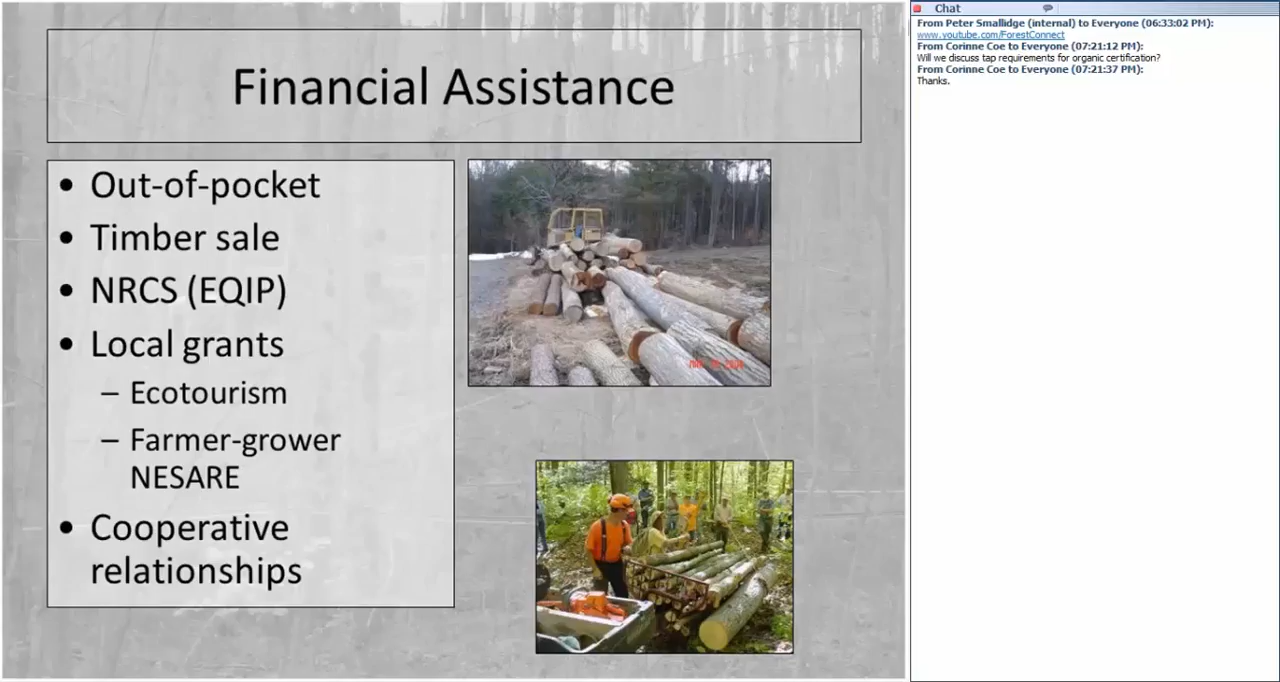 Financial Assistance
• Out-of-pocket
• Timber sale
• NRCS (EQIP)
• Local grants
– Ecotourism
– Farmer-grower
NESARE
• Cooperative
relationships
Chat
From Peter Smallidge (internal) to Everyone (06:33:02 PM):
www.youtube.com/ForestConnect
From Corinne Coe to Everyone (07:21:12 PM):
Will we discuss tap requirements for organic certification?
From Corinne Coe to Everyone (07:21:37 PM):
Thanks.